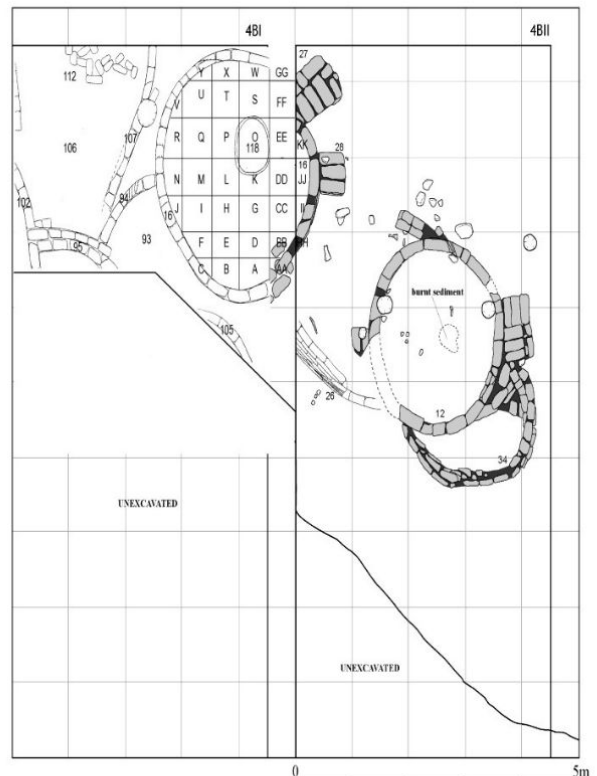 4BI 4BII
27
112 Y X W GG
V U T S FF
107 R Q P O EE KK
106 118 16 28
102 N M L K DD JJ
94 16 J I H G CC II
95 93 F E D BB HH
C B A AA
burnt sediment
105
26 12
34
UNEXCAVATED
UNEXCAVATED
0 5m